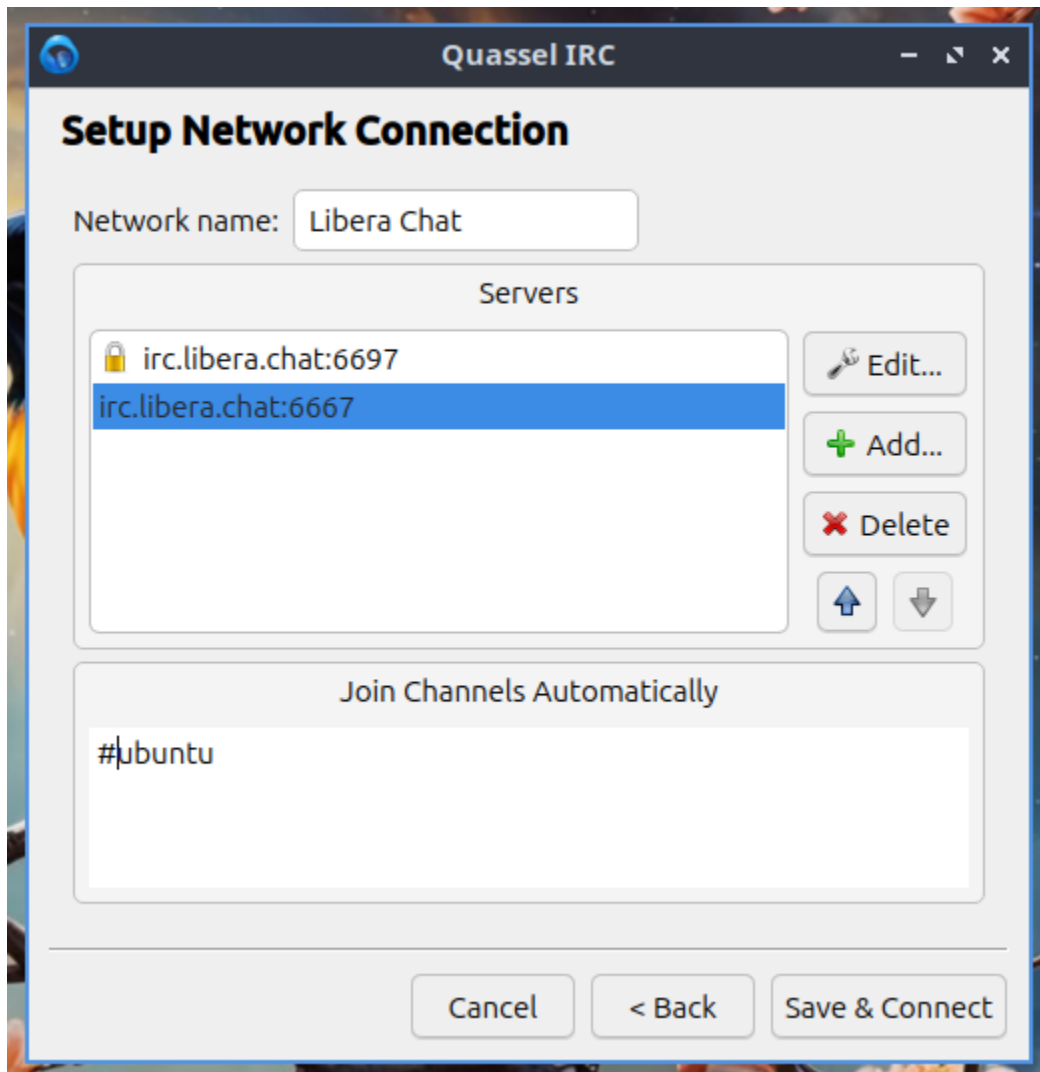 Quassel IRC
Setup Network Connection
Network name: Libera Chat
Servers
irc.libera.chat:6697
irc.libera.chat:6667
Edit...
Add...
Delete
Join Channels Automatically
#ubuntu
Cancel
< Back
Save & Connect